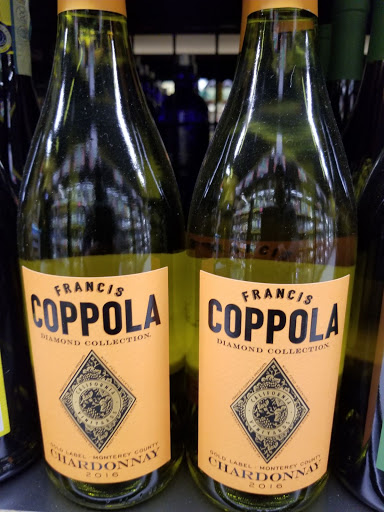 FRANCIS
COPPOLA
DIAMOND COLLECTION
GOLD LABEL - MONTEREY COUNTY
CHARDONNAY
2016
FRANCIS
COPPOLA
DIAMOND COLLECTION
CALIFORNIA
GOLD LABEL - MONTEREY COUNTY
CHARDONNAY
2016